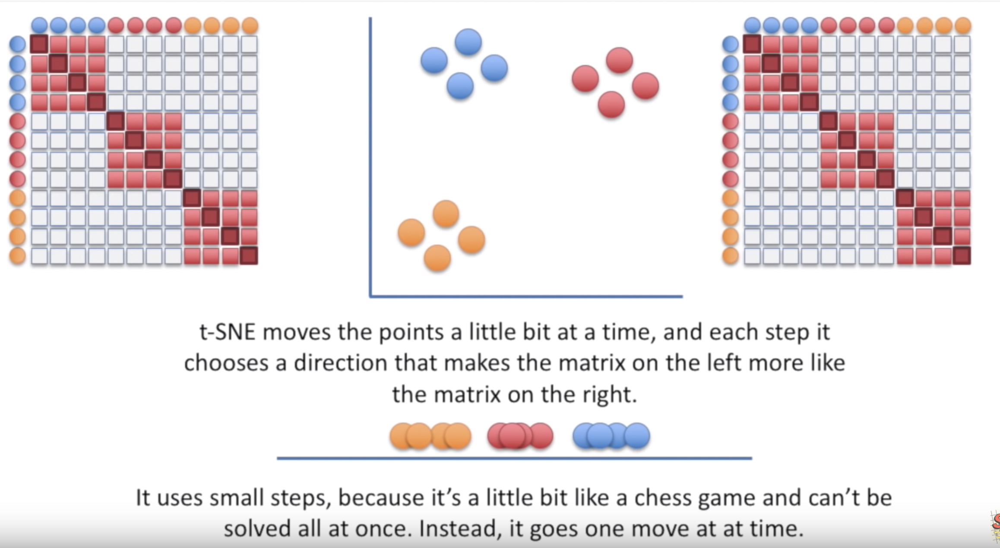 t-SNE moves the points a little bit at a time, and each step it
chooses a direction that makes the matrix on the left more like
the matrix on the right.
It uses small steps, because it's a little bit like a chess game and can't be
solved all at once. Instead, it goes one move at at time.